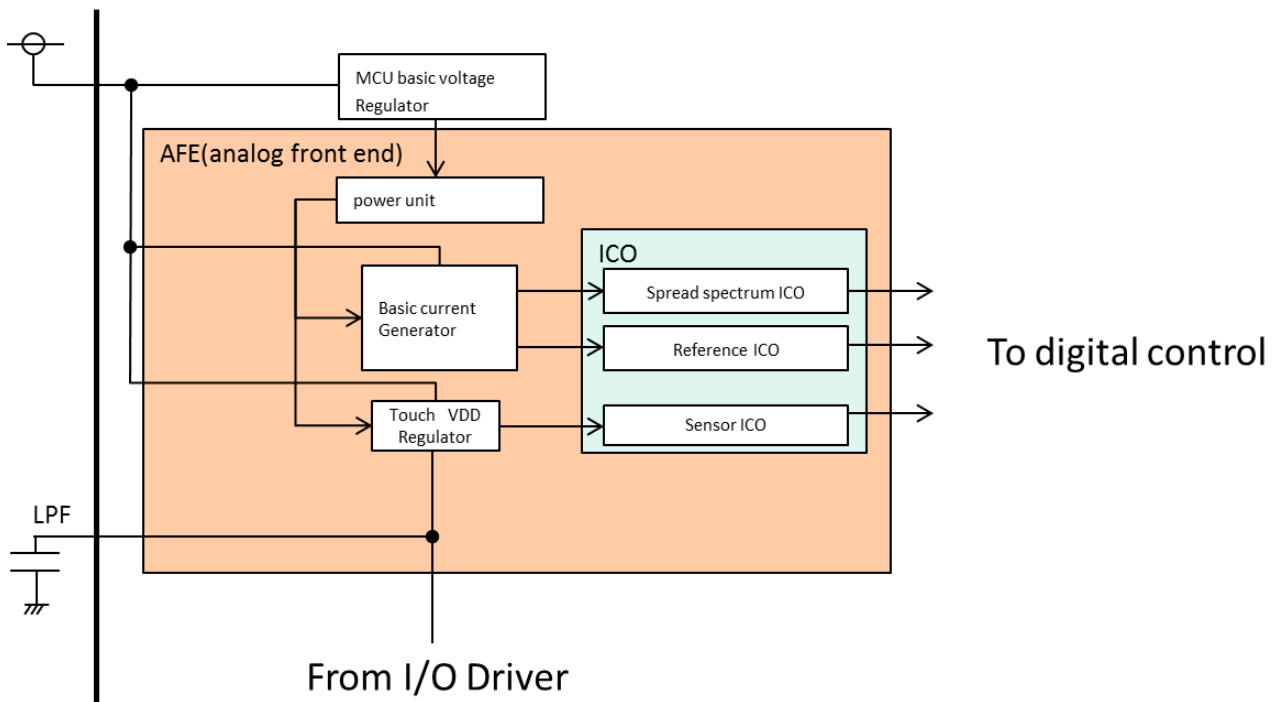 MCU basic voltage
Regulator
AFE(analog front end)
power unit
ICO
Spread spectrum ICO
Basic current
Generator
Reference ICO
To digital control
Touch VDD
Regulator
Sensor ICO
LPF
From I/O Driver